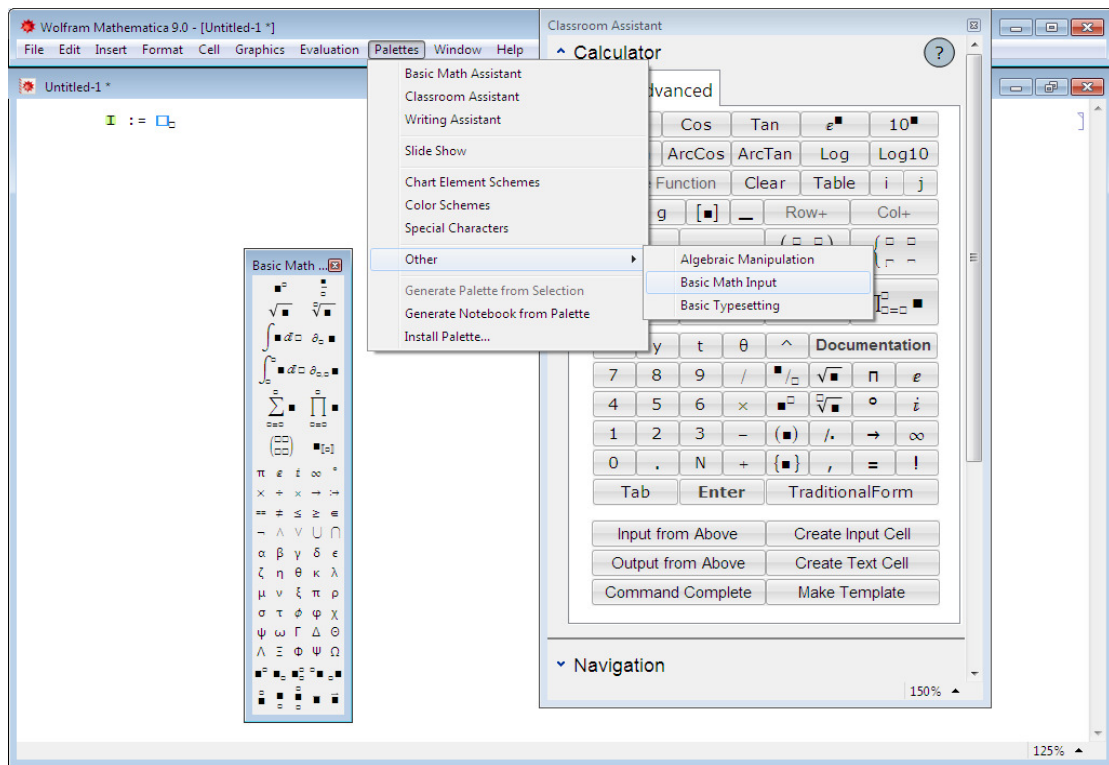 Wolfram Mathematica 9.0 - [Untitled-1 *]
File Edit Insert Format Cell Graphics Evaluation Palettes Window Help
Untitled-1 *
I := □□
Basic Math Assistant
Classroom Assistant
Writing Assistant
Slide Show
Chart Element Schemes
Color Schemes
Special Characters
Other
Generate Palette from Selection
Generate Notebook from Palette
Install Palette...
Algebraic Manipulation
Basic Math Input
Basic Typesetting
Basic Math ...
■□ ■/□
√■ □√■
∫■ⅆ□ ∂□■
∫■ⅆ□ ∂□,□■
∑■ ∏■
(□□) ■[[□]]
π ⅇ ⅈ ∞ °
× ÷ × → :→
== ≠ ≤ ≥ ∈
¬ ∧ ∨ ∪ ∩
α β γ δ ε
ζ η θ κ λ
μ ν ξ π ρ
σ τ ϕ φ χ
ψ ω Γ Δ Θ
Λ Ξ Φ Ψ Ω
Classroom Assistant
Calculator
?
dvanced
Cos Tan e■ 10■
ArcCos ArcTan Log Log10
Function Clear Table i j
g [■] _ Row+ Col+
y t θ ^ Documentation
7 8 9 / ■/□ √■ π e
4 5 6 × ■□ □√■ ° i
1 2 3 – (■) /. → ∞
0 . N + {■} , = !
Tab Enter TraditionalForm
Input from Above Create Input Cell
Output from Above Create Text Cell
Command Complete Make Template
Navigation
150%
125%